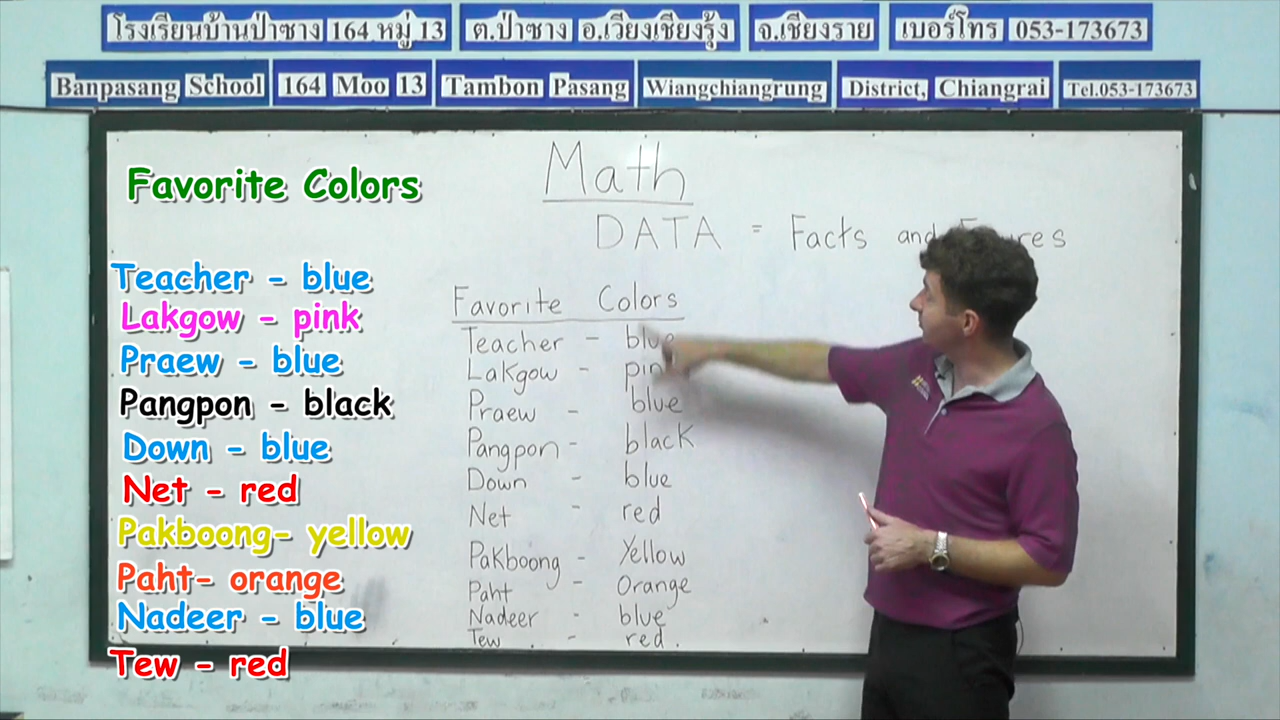 โรงเรียนบ้านป่าซาง 164 หมู่ 13 ต.ป่าซาง อ.เวียงเชียงรุ้ง จ.เชียงราย เบอร์โทร 053-173673
Banpasang School 164 Moo 13 Tambon Pasang Wiangchiangrung District, Chiangrai Tel.053-173673
Math
DATA = Facts and
Favorite Colors
Teacher - blue
Lakgow - pink
Praew - blue
Pangpon - black
Down - blue
Net - red
Pakboong- yellow
Paht- orange
Nadeer - blue
Tew - red
Favorite Colors
Teacher - blue
Lakgow - pink
Praew - blue
Pangpon - black
Down - blue
Net - red
Pakboong - Yellow
Paht - Orange
Nadeer - blue
Tew - red.